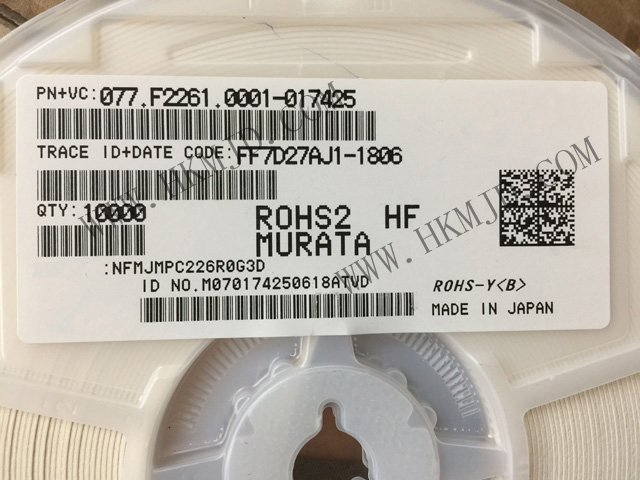 PN+VC:077.F2261.0001-017425
TRACE ID+DATE CODE:FF7D27AJ1-1806
QTY:10000
ROHS2 HF
MURATA
:NFMJMPC226R0G3D
ID NO.M070174250618ATVD
ROHS-Y<B>
MADE IN JAPAN
WWW.HKMJD.COM
WWW.HKMJD.COM